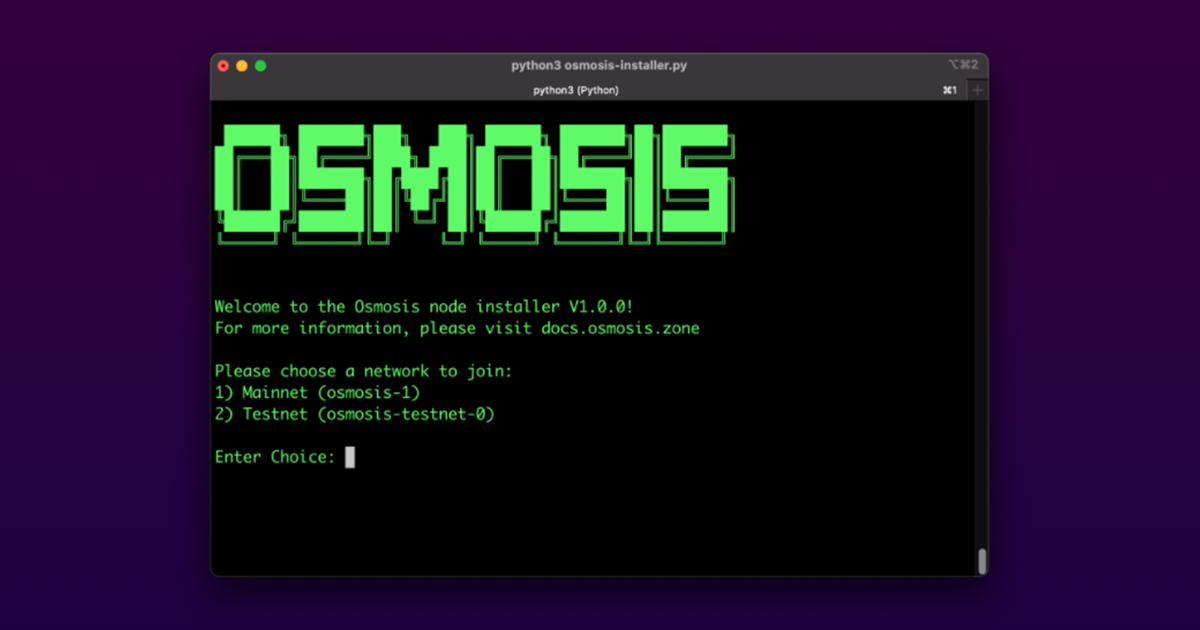 python3 osmosis-installer.py
⌥⌘2
python3 (Python)
⌘1
+
OSMOSIS
Welcome to the Osmosis node installer V1.0.0!
For more information, please visit docs.osmosis.zone
Please choose a network to join:
1) Mainnet (osmosis-1)
2) Testnet (osmosis-testnet-0)
Enter Choice: